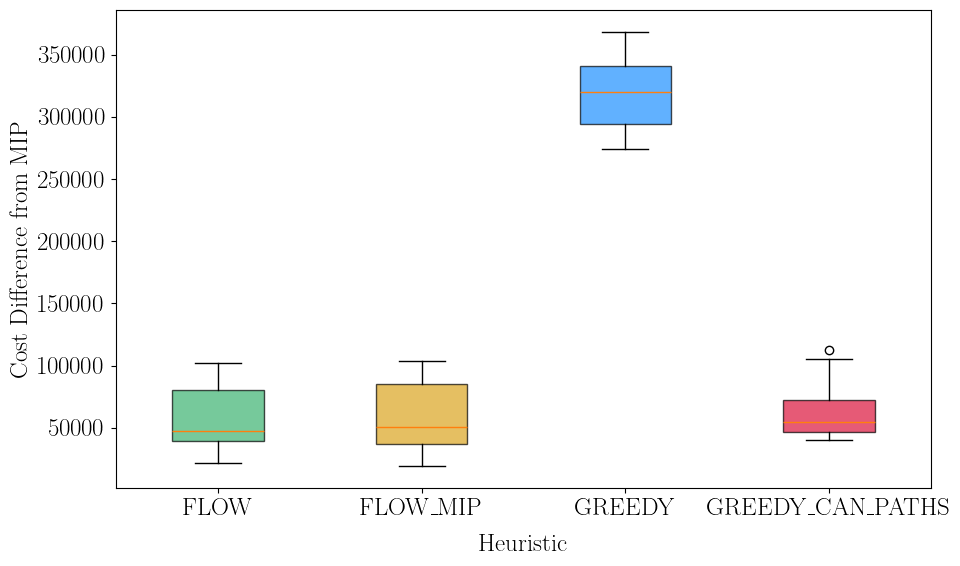 Cost Difference from MIP
350000
300000
250000
200000
150000
100000
50000
FLOW
FLOW_MIP
GREEDY
GREEDY_CAN_PATHS
Heuristic